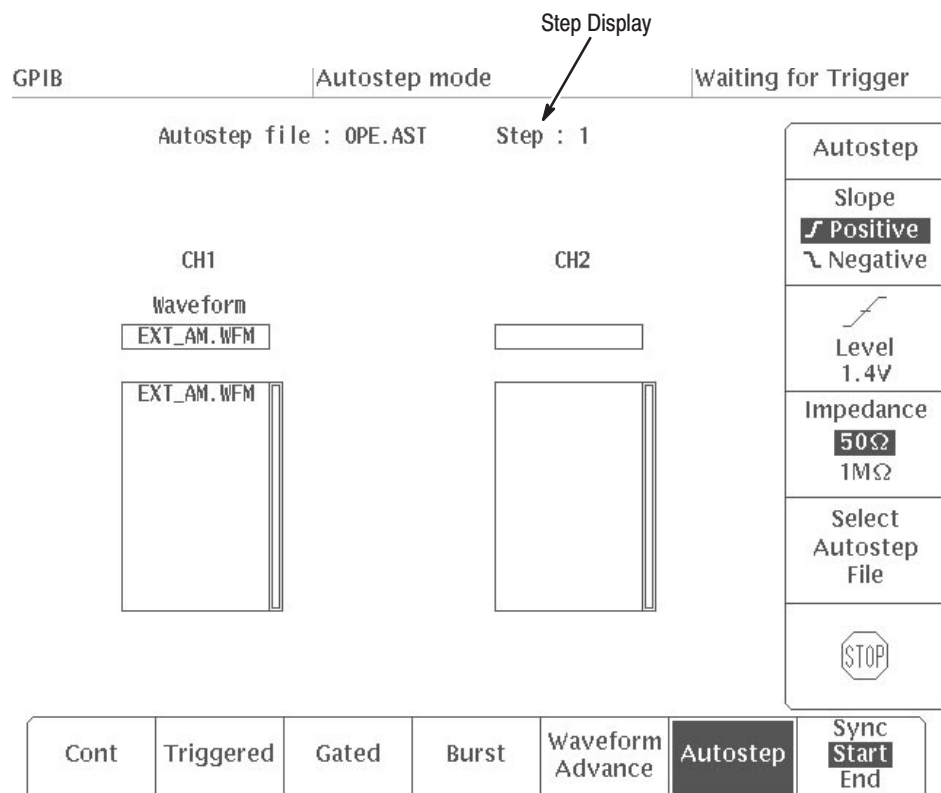 Step Display
GPIB
Autostep mode
Waiting for Trigger
Autostep file : OPE.AST
Step : 1
CH1
Waveform
EXT_AM.WFM
EXT_AM.WFM
CH2
Autostep
Slope
Positive
Negative
Level
1.4V
Impedance
50Ω
1MΩ
Select
Autostep
File
STOP
Cont
Triggered
Gated
Burst
Waveform
Advance
Autostep
Sync
Start
End